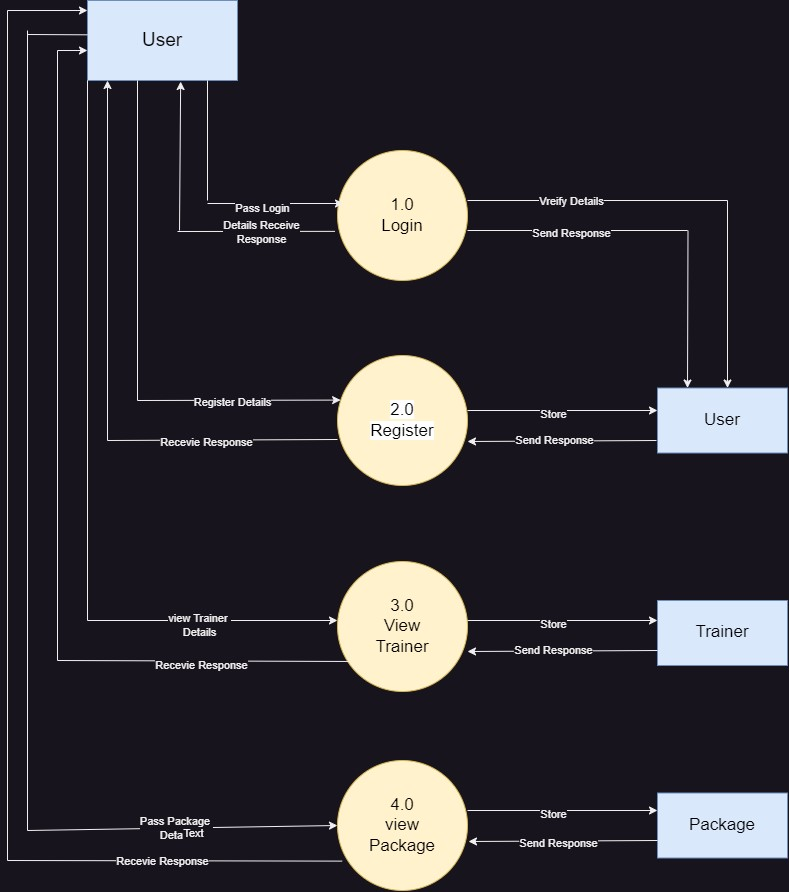 User
1.0
Login
Pass Login
Details Receive
Response
Vreify Details
Send Response
2.0
Register
Register Details
Recevie Response
Store
Send Response
User
3.0
View
Trainer
view Trainer
Details
Recevie Response
Store
Send Response
Trainer
4.0
view
Package
Pass Package
Deta
Text
Recevie Response
Store
Send Response
Package